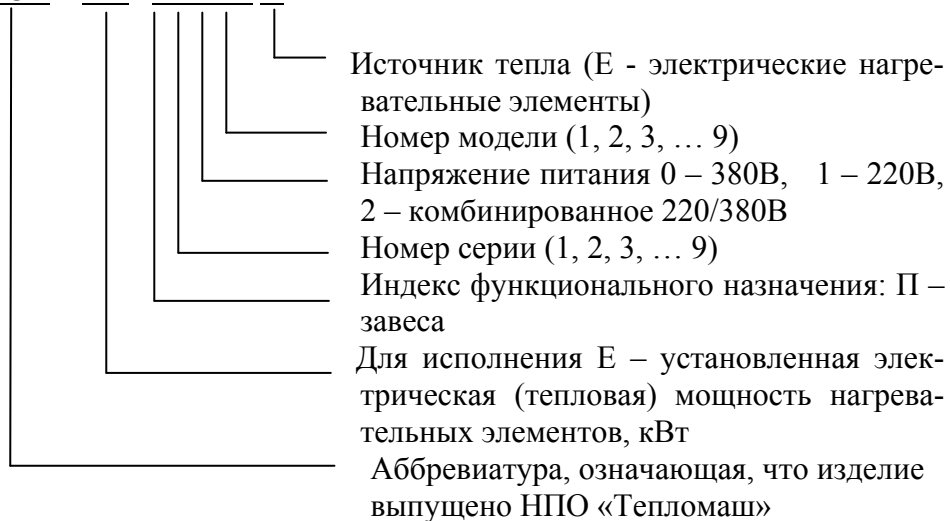 Источник тепла (Е - электрические нагре-
вательные элементы)
Номер модели (1, 2, 3, … 9)
Напряжение питания 0 – 380В, 1 – 220В,
2 – комбинированное 220/380В
Номер серии (1, 2, 3, … 9)
Индекс функционального назначения: П –
завеса
Для исполнения Е – установленная элек-
трическая (тепловая) мощность нагрева-
тельных элементов, кВт
Аббревиатура, означающая, что изделие
выпущено НПО «Тепломаш»